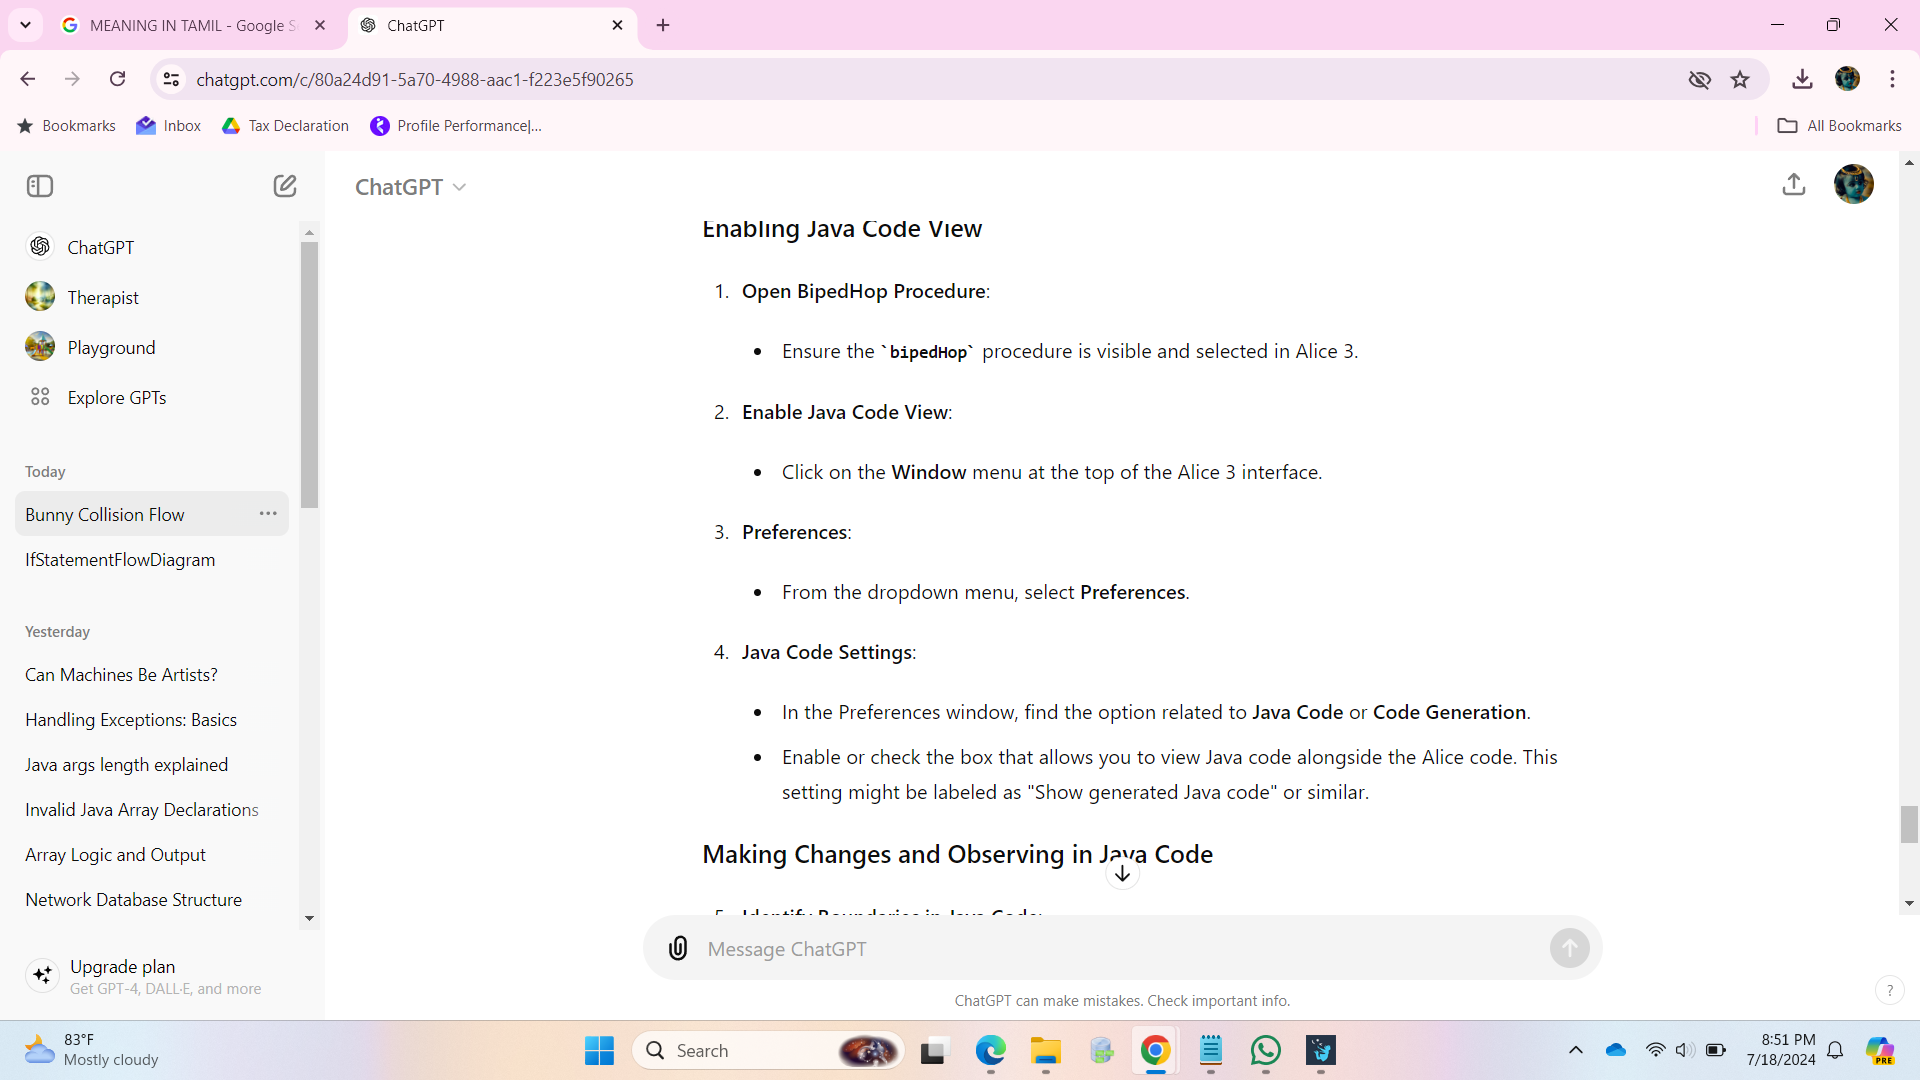 MEANING IN TAMIL - Google S
ChatGPT
chatgpt.com/c/80a24d91-5a70-4988-aac1-f223e5f90265
Bookmarks
Inbox
Tax Declaration
Profile Performance|...
All Bookmarks
ChatGPT
ChatGPT
Therapist
Playground
Explore GPTs
Today
Bunny Collision Flow
IfStatementFlowDiagram
Yesterday
Can Machines Be Artists?
Handling Exceptions: Basics
Java args length explained
Invalid Java Array Declarations
Array Logic and Output
Network Database Structure
Upgrade plan
Get GPT-4, DALL·E, and more
Enabling Java Code View
1. Open BipedHop Procedure:
• Ensure the `bipedHop` procedure is visible and selected in Alice 3.
2. Enable Java Code View:
• Click on the Window menu at the top of the Alice 3 interface.
3. Preferences:
• From the dropdown menu, select Preferences.
4. Java Code Settings:
• In the Preferences window, find the option related to Java Code or Code Generation.
• Enable or check the box that allows you to view Java code alongside the Alice code. This
setting might be labeled as "Show generated Java code" or similar.
Making Changes and Observing in Java Code
5. Identify Boundaries in Java Code:
Message ChatGPT
ChatGPT can make mistakes. Check important info.
?
83°F
Mostly cloudy
Search
8:51 PM
7/18/2024
PRE